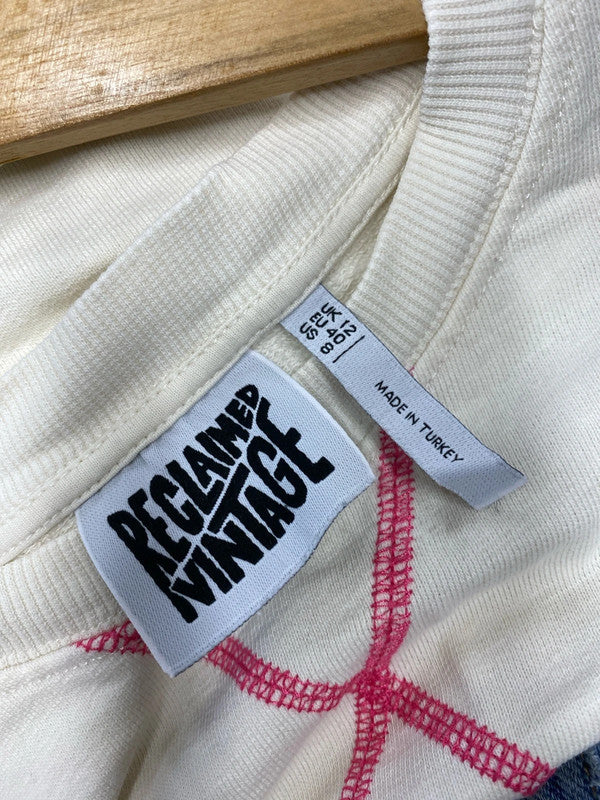 UK 12
EU 40
US 8
MADE IN TURKEY
RECLAIMED
VINTAGE